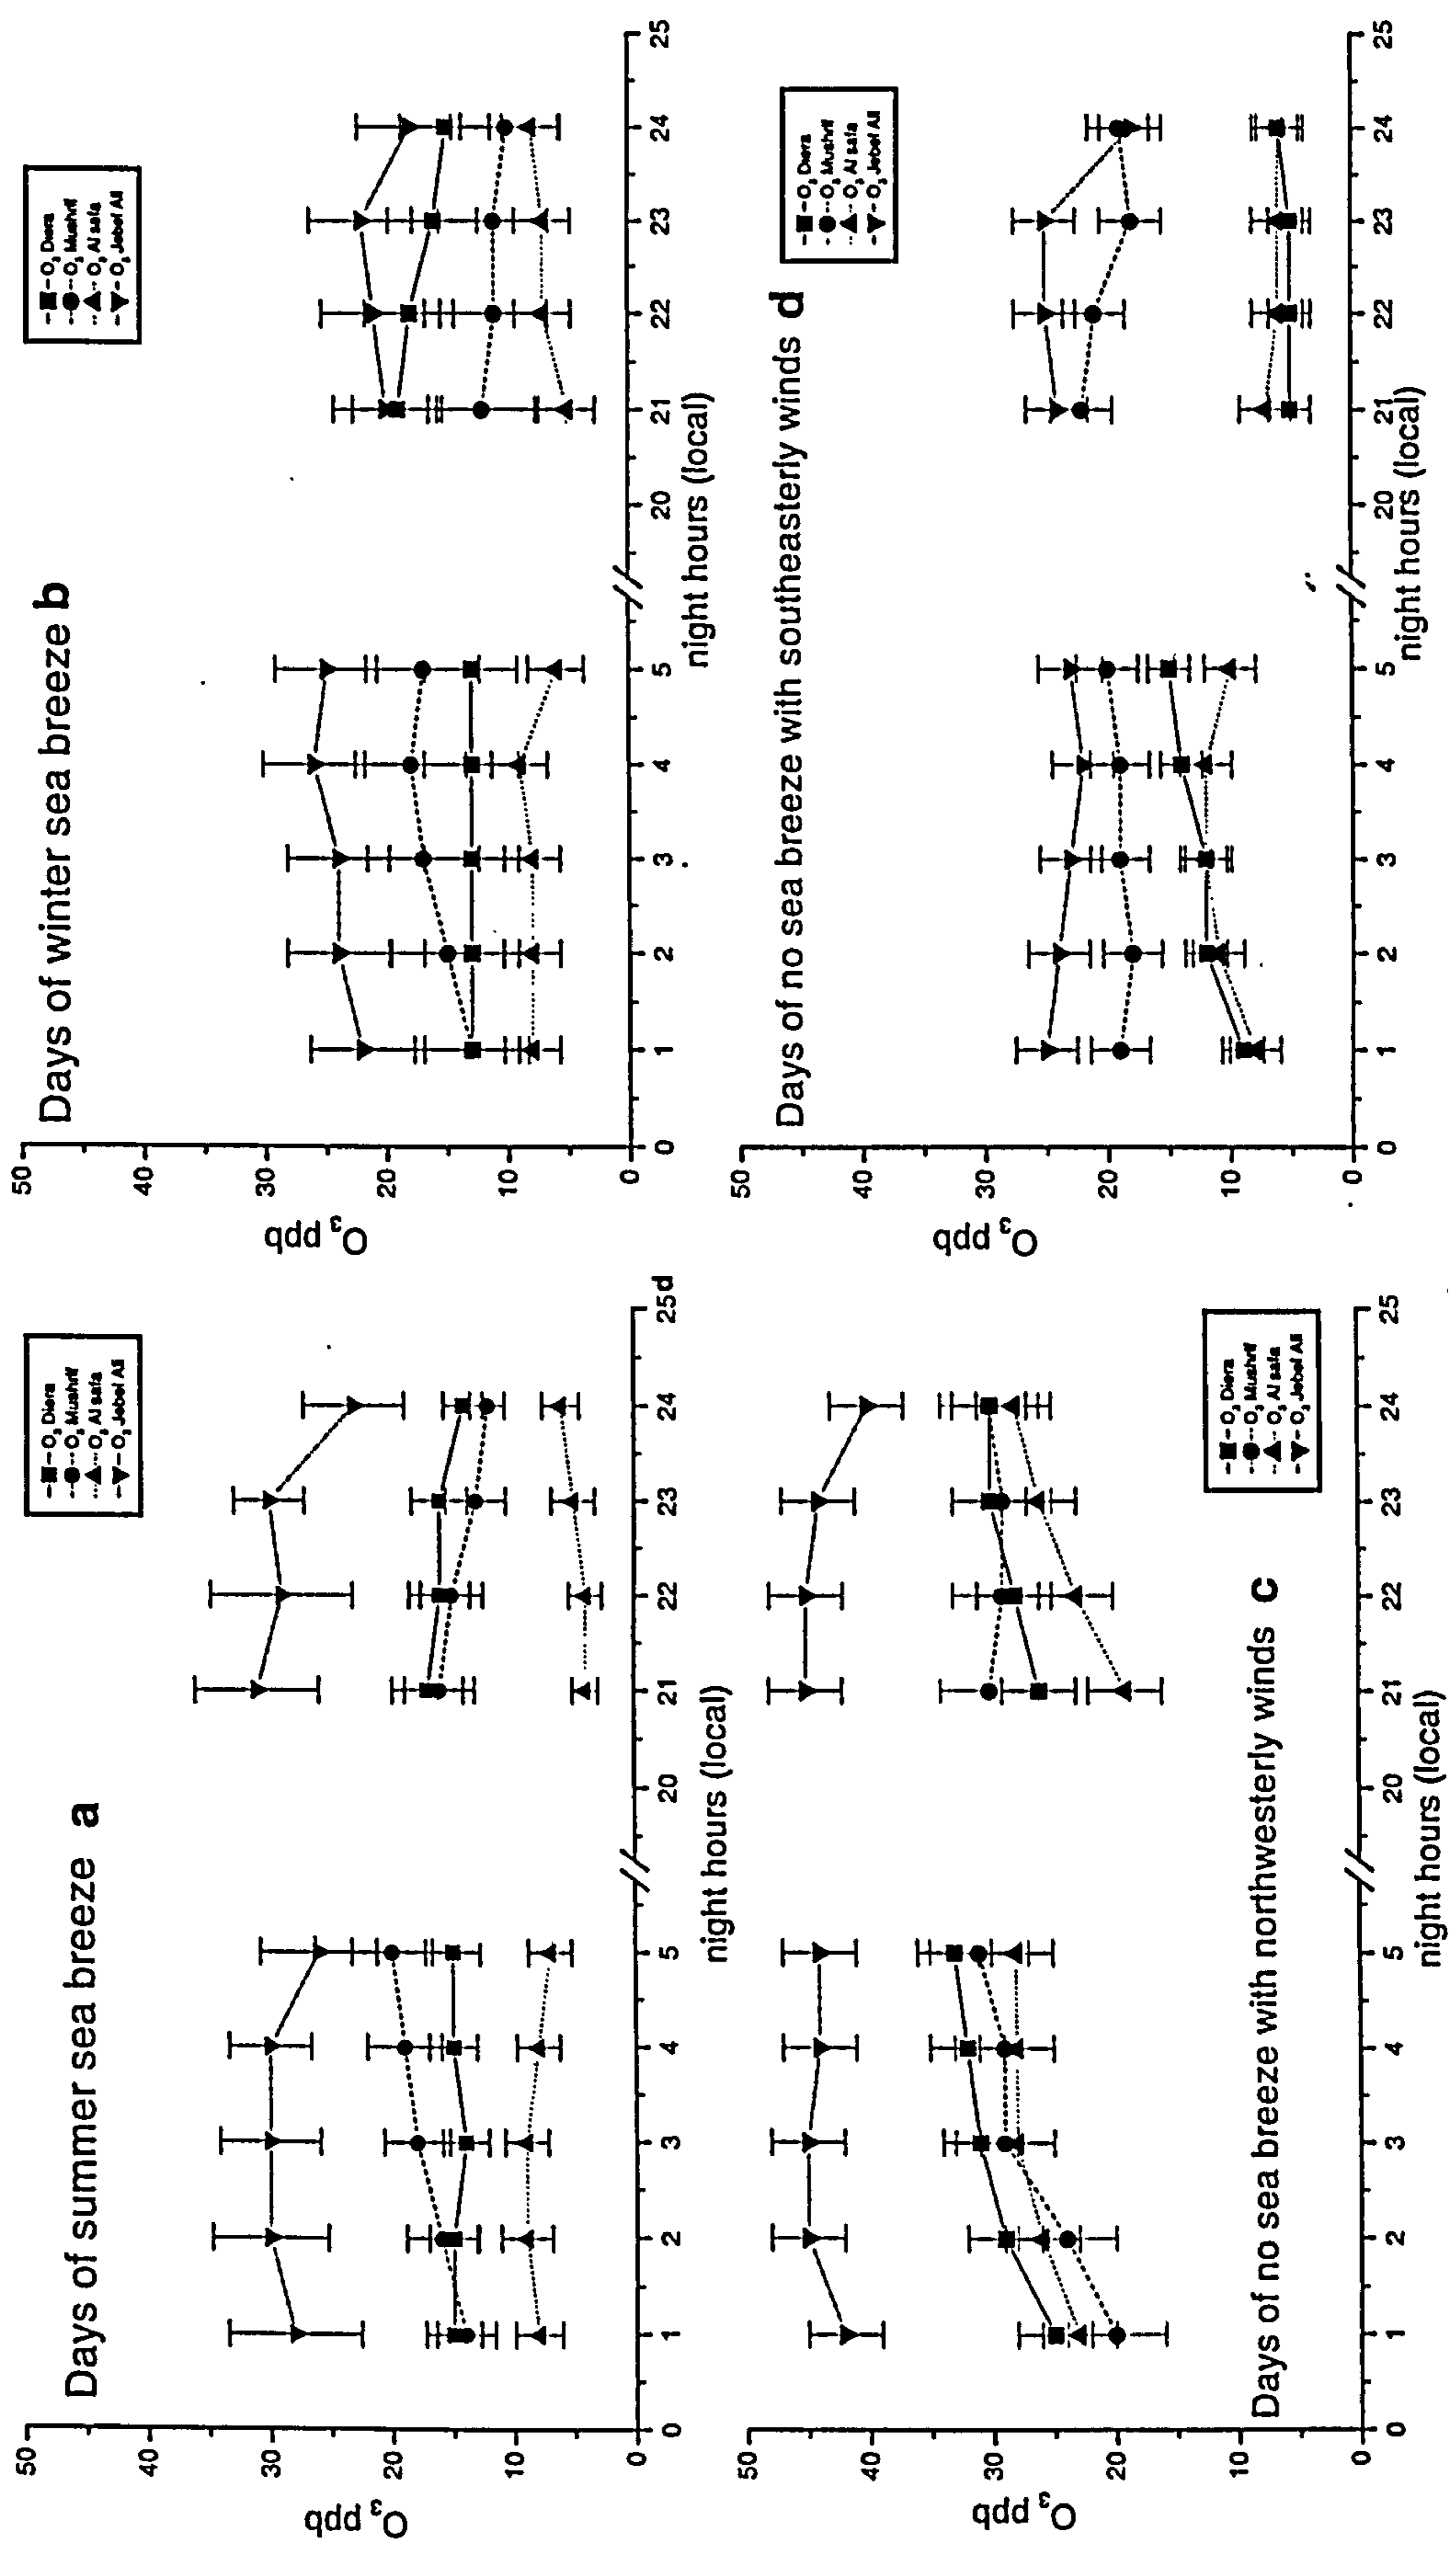 Days of summer sea breeze a
O₃ ppb
50
40
30
20
10
0
0 1 2 3 4 5 20 21 22 23 24 25d
night hours (local)
-■-O₃ Diera
-●-O₃ Mushrif
▲ O₃ Al safa
-▼-O₃ Jebel Ali
Days of winter sea breeze b
O₃ ppb
50
40
30
20
10
0
0 1 2 3 4 5 20 21 22 23 24 25
night hours (local)
-■-O₃ Diera
-●-O₃ Mushrif
▲ O₃ Al safa
-▼-O₃ Jebel Ali
Days of no sea breeze with northwesterly winds c
O₃ ppb
50
40
30
20
10
0
0 1 2 3 4 5 20 21 22 23 24 25
night hours (local)
-■-O₃ Diera
-●-O₃ Mushrif
▲ O₃ Al safa
-▼-O₃ Jebel Ali
Days of no sea breeze with southeasterly winds d
O₃ ppb
50
40
30
20
10
0
0 1 2 3 4 5 20 21 22 23 24 25
night hours (local)
-■-O₃ Diera
-●-O₃ Mushrif
▲ O₃ Al safa
-▼-O₃ Jebel Ali